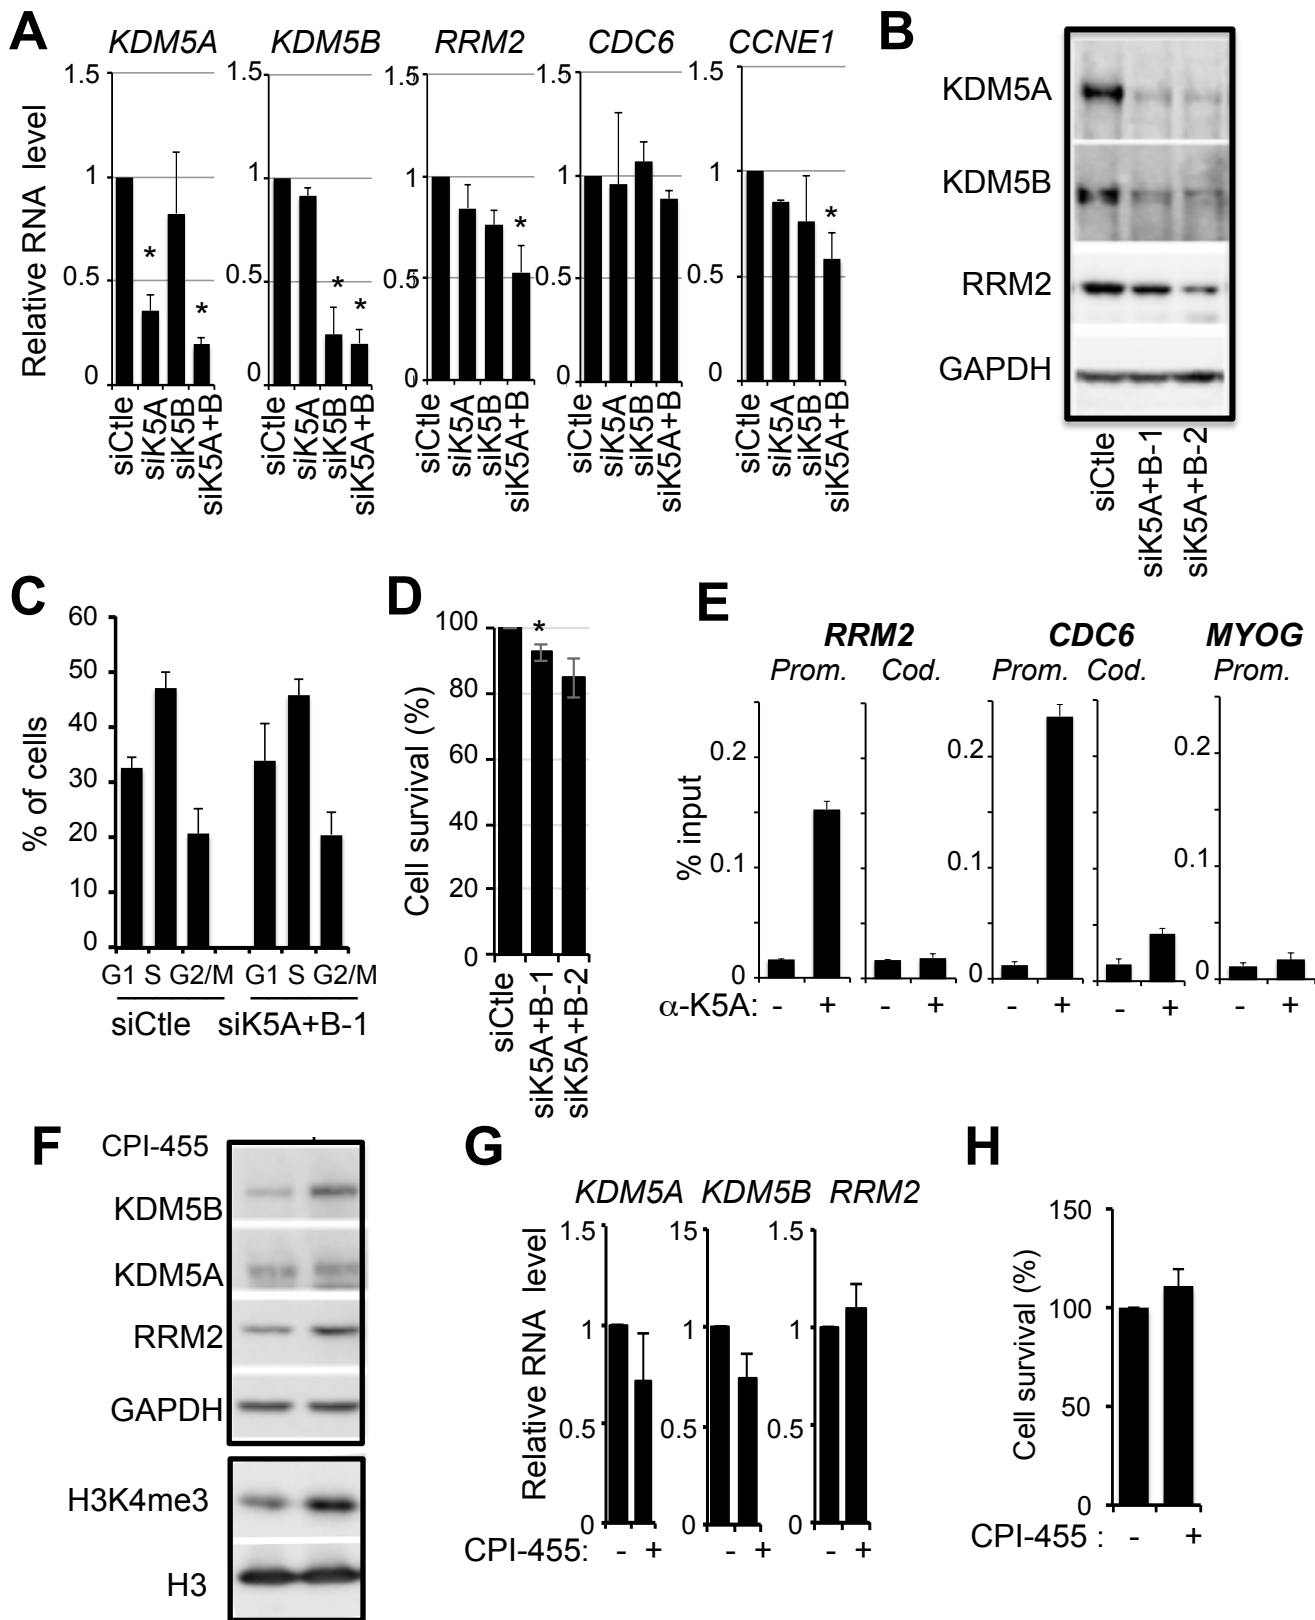 A
KDM5A KDM5B RRM2 CDC6 CCNE1
Relative RNA level
1.5 1.5 1.5 1.5 1.5
1 1 1 1 1
0.5 0.5 0.5 0.5 0.5
0 0 0 0 0
* * * * * *
siCtle siK5A siK5B siK5A+B
siCtle siK5A siK5B siK5A+B
siCtle siK5A siK5B siK5A+B
siCtle siK5A siK5B siK5A+B
siCtle siK5A siK5B siK5A+B
B
KDM5A
KDM5B
RRM2
GAPDH
siCtle siK5A+B-1 siK5A+B-2
C
% of cells
60
50
40
30
20
10
0
G1 S G2/M G1 S G2/M
siCtle siK5A+B-1
D
Cell survival (%)
100
80
60
40
20
0
*
siCtle siK5A+B-1 siK5A+B-2
E
RRM2 CDC6 MYOG
Prom. Cod. Prom. Cod. Prom.
% input
0.2 0.2 0.2
0.1 0.1 0.1
0 0 0
α-K5A: - + - + - + - + - +
F
CPI-455
KDM5B
KDM5A
RRM2
GAPDH
H3K4me3
H3
G
KDM5A KDM5B RRM2
Relative RNA level
1.5 15 1.5
1 1 1
0.5 0.5 0.5
0 0 0
CPI-455: - + - + - +
H
Cell survival (%)
150
100
50
0
CPI-455 : - +